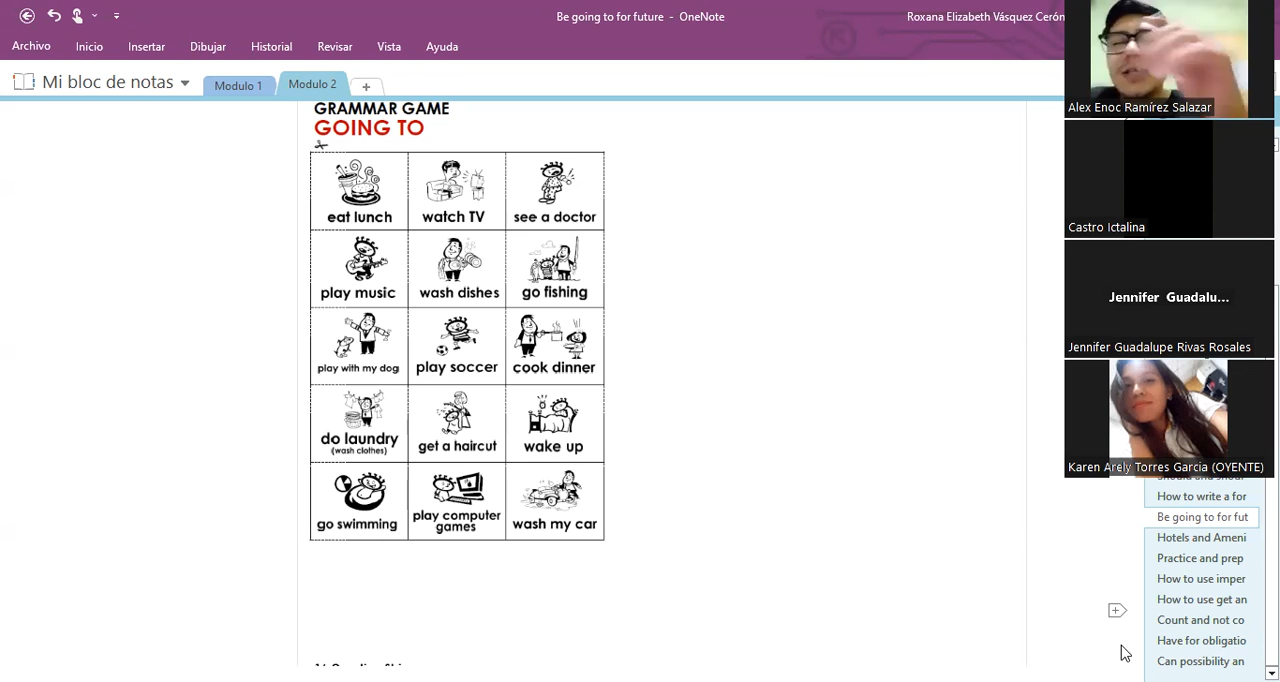 Be going to for future - OneNote
Roxana Elizabeth Vásquez Cerón
Archivo Inicio Insertar Dibujar Historial Revisar Vista Ayuda
Mi bloc de notas
Modulo 1
Modulo 2
GRAMMAR GAME
GOING TO
eat lunch watch TV see a doctor
play music wash dishes go fishing
play with my dog play soccer cook dinner
do laundry get a haircut wake up
(wash clothes)
go swimming play computer games wash my car
Alex Enoc Ramírez Salazar
Castro Ictalina
Jennifer Guadalu...
Jennifer Guadalupe Rivas Rosales
Karen Arely Torres Garcia (OYENTE)
How to write a for
Be going to for fut
Hotels and Ameni
Practice and prep
How to use imper
How to use get an
Count and not co
Have for obligatio
Can possibility an